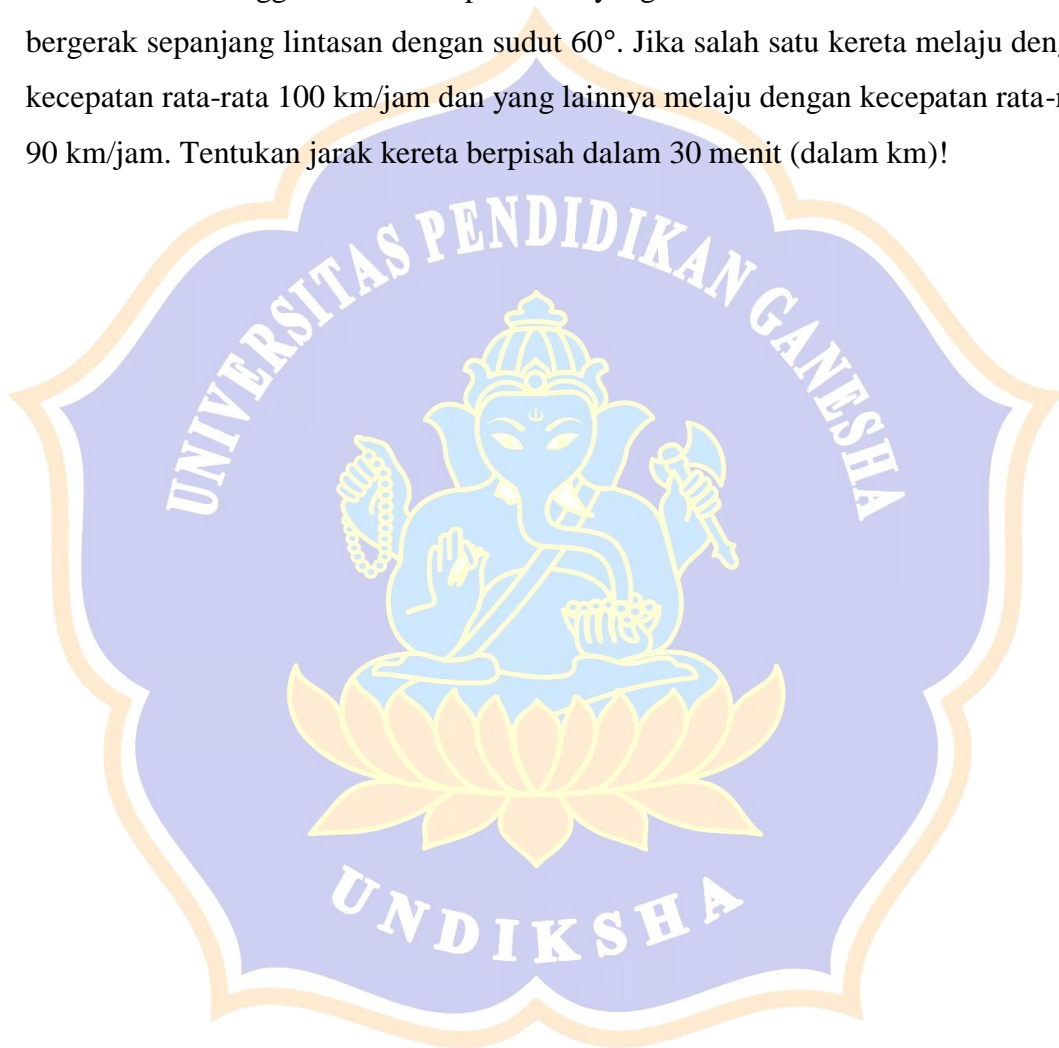 bergerak sepanjang lintasan dengan sudut 60°. Jika salah satu kereta melaju
kecepatan rata-rata 100 km/jam dan yang lainnya melaju dengan kecepatan
90 km/jam. Tentukan jarak kereta berpisah dalam 30 menit (dalam km)!
UNIVERSITAS PENDIDIKAN GANESHA
UNDIKSHA